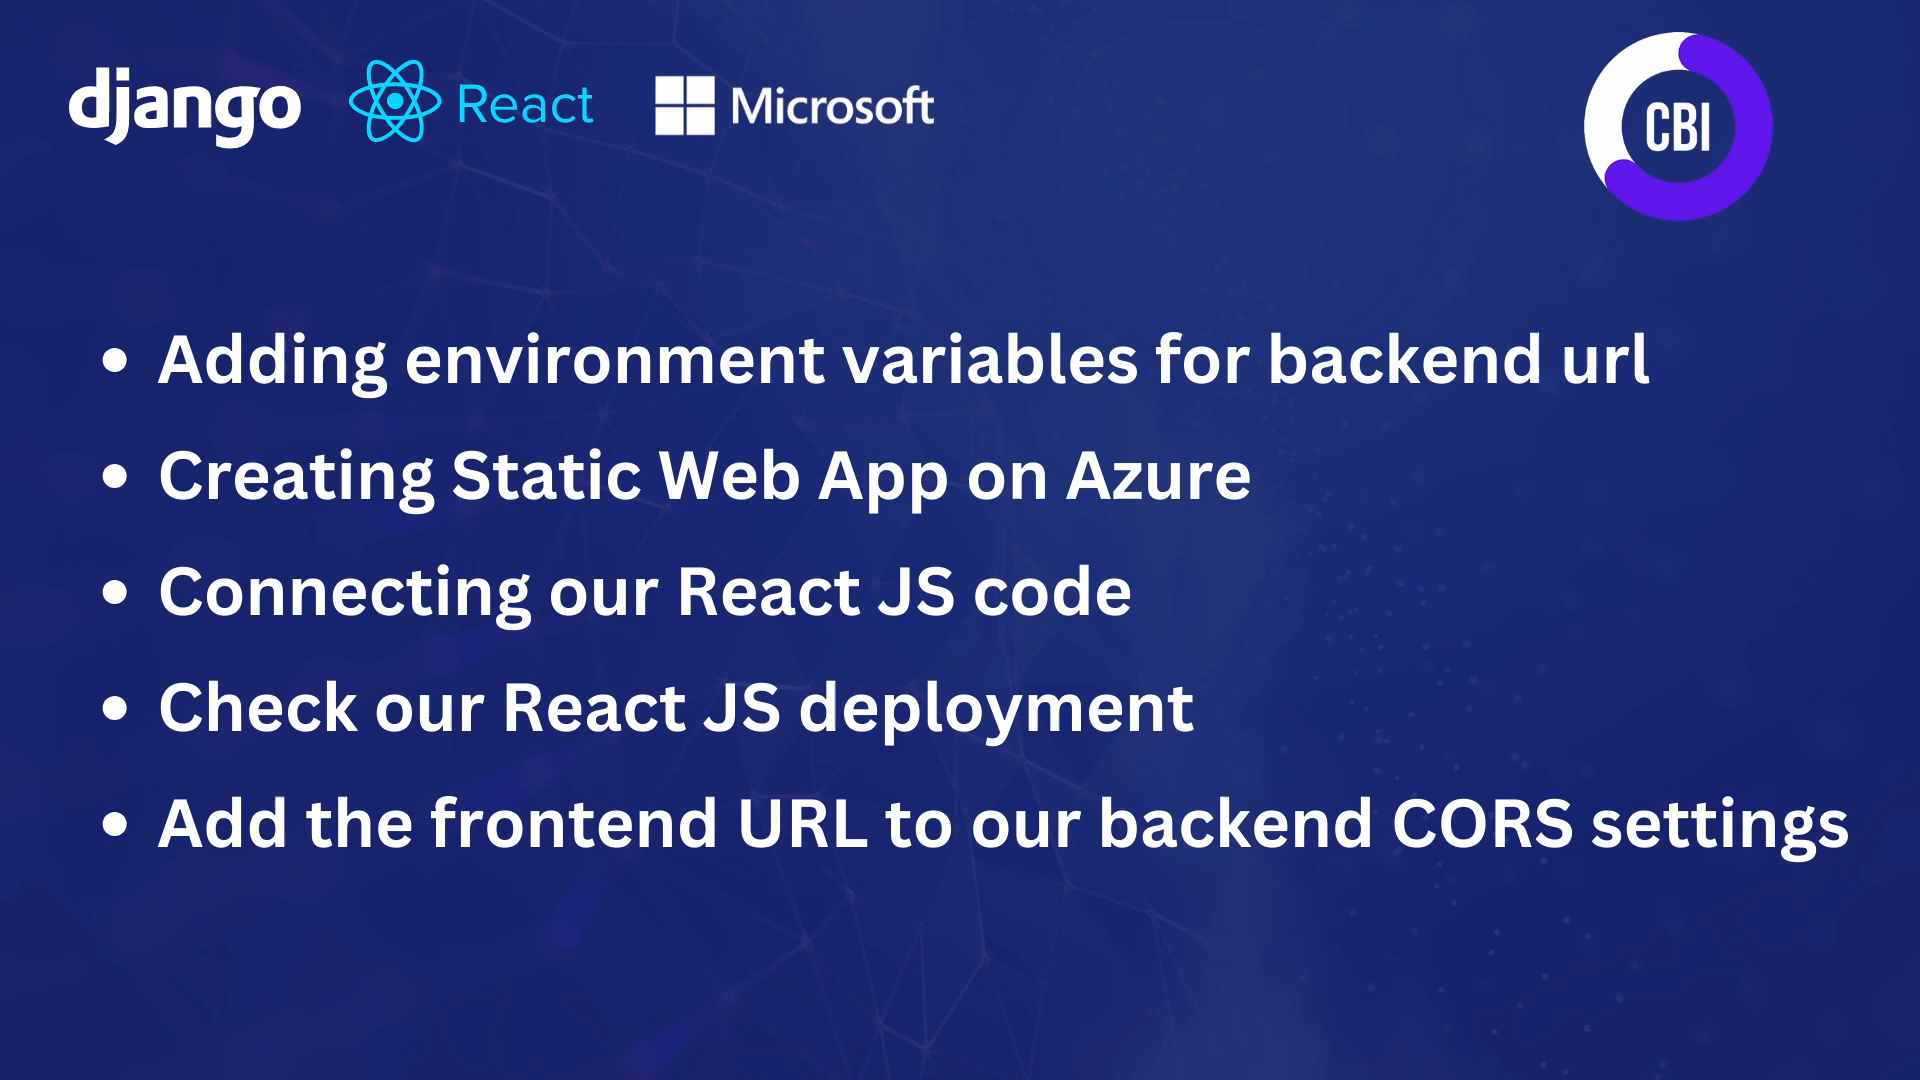 django React Microsoft CBI
• Adding environment variables for backend url
• Creating Static Web App on Azure
• Connecting our React JS code
• Check our React JS deployment
• Add the frontend URL to our backend CORS settings